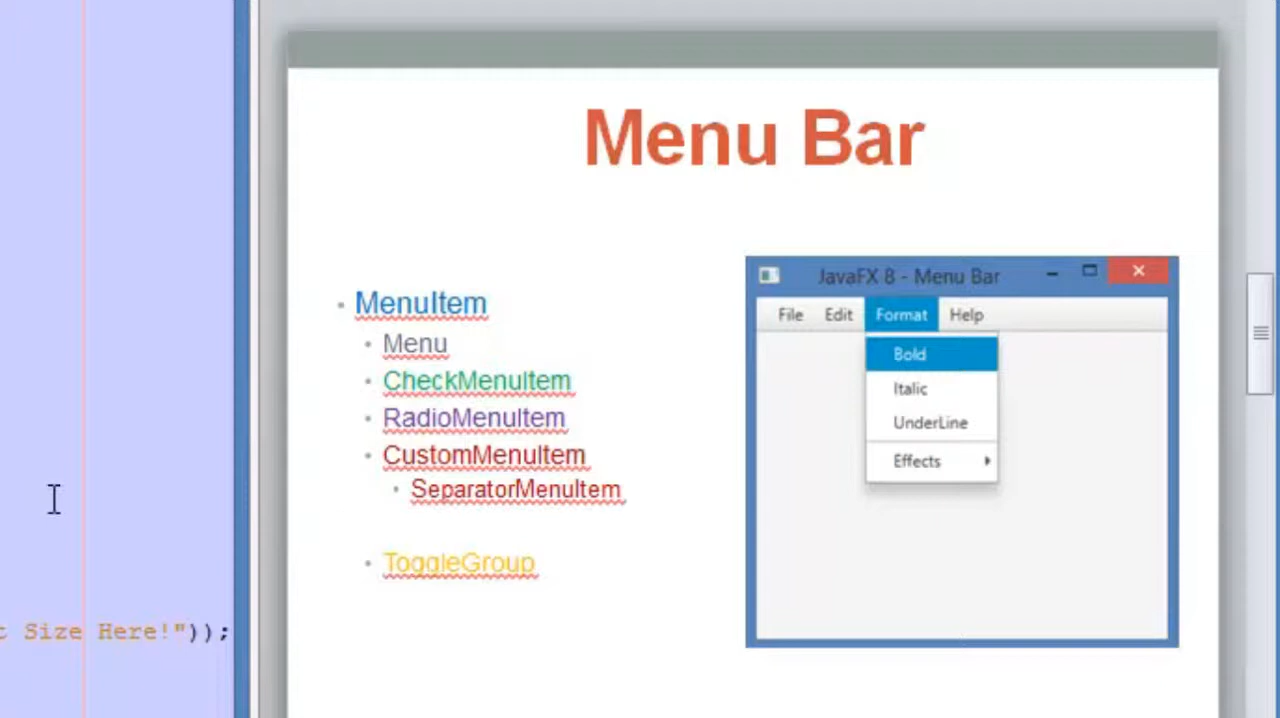 Menu Bar
MenuItem
Menu
CheckMenuItem
RadioMenuItem
CustomMenuItem
SeparatorMenuItem
ToggleGroup
JavaFX 8 - Menu Bar
File Edit Format Help
Bold
Italic
UnderLine
Effects
Size Here!"));